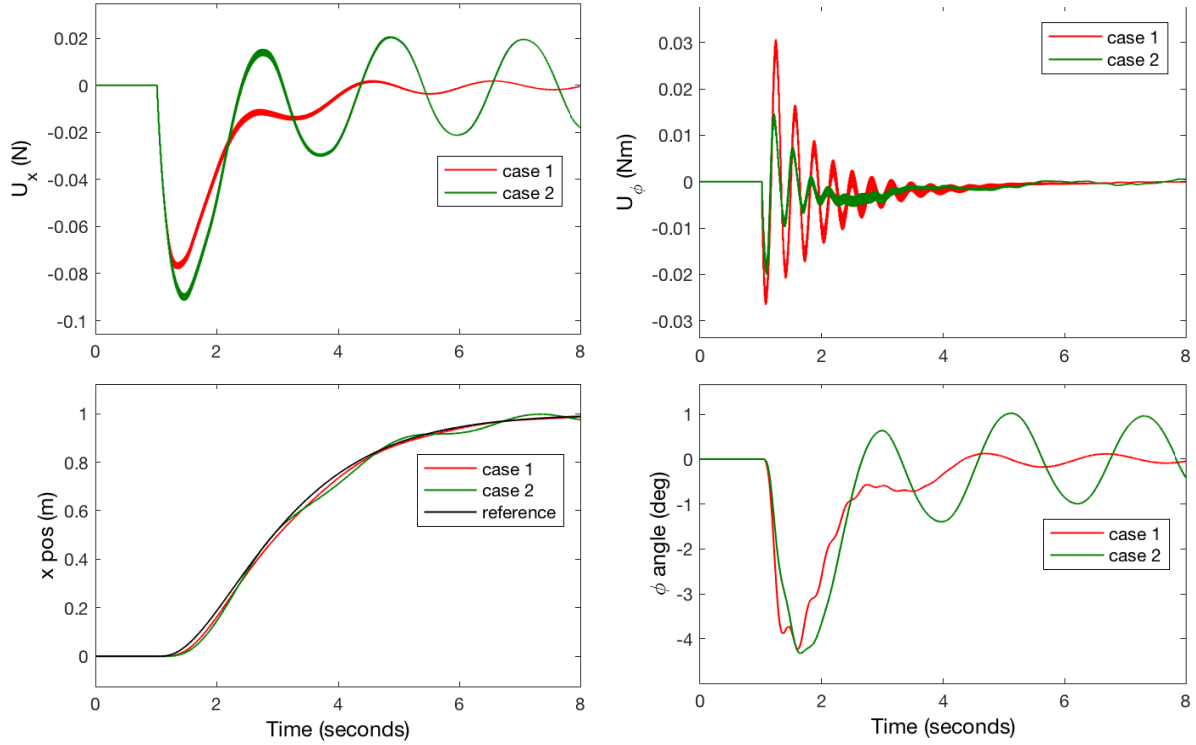 U_x (N)
0.02
0
-0.02
-0.04
-0.06
-0.08
-0.1
case 1
case 2
0 2 4 6 8
U_ϕ (Nm)
0.03
0.02
0.01
0
-0.01
-0.02
-0.03
case 1
case 2
0 2 4 6 8
x pos (m)
1
0.8
0.6
0.4
0.2
0
case 1
case 2
reference
0 2 4 6 8
Time (seconds)
ϕ angle (deg)
1
0
-1
-2
-3
-4
case 1
case 2
0 2 4 6 8
Time (seconds)